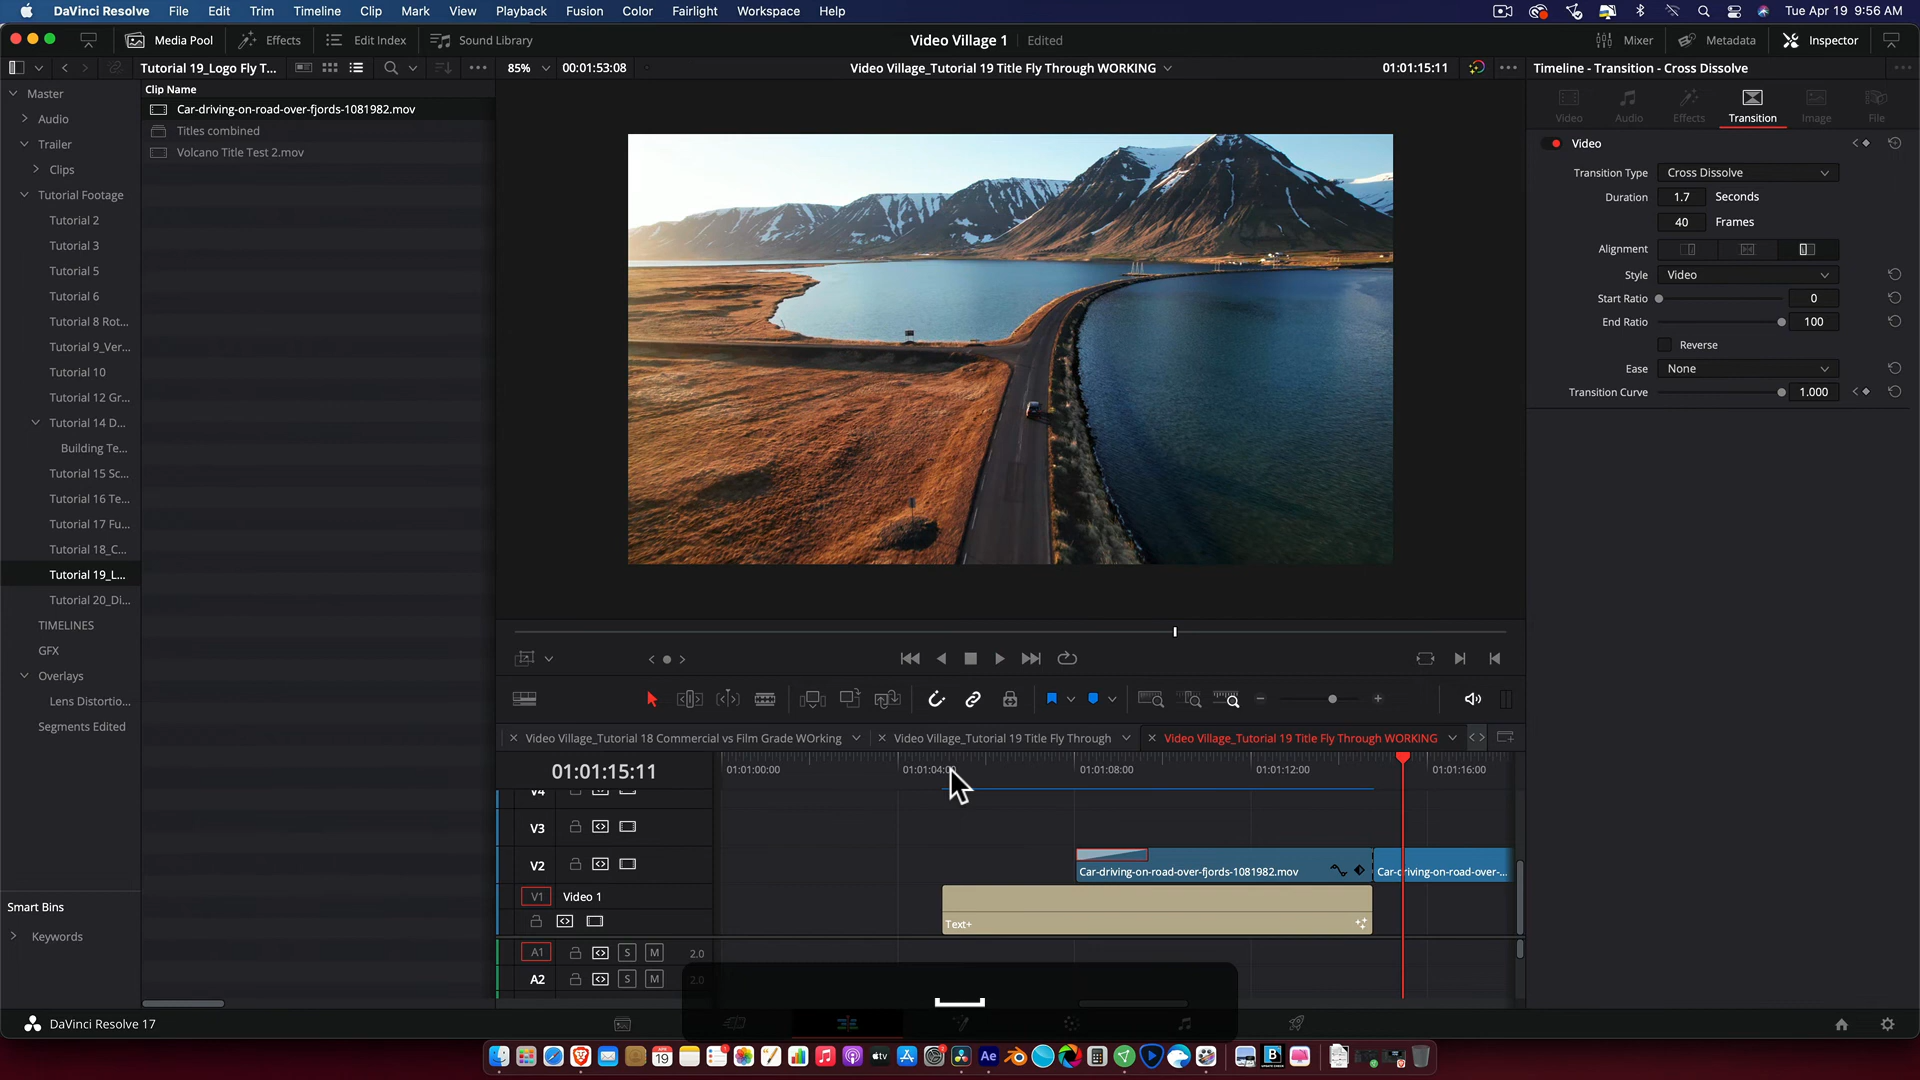 DaVinci Resolve File Edit Trim Timeline Clip Mark View Playback Fusion Color Fairlight Workspace Help Tue Apr 19 9:56 AM
Media Pool Effects Edit Index Sound Library Video Village 1 Edited Mixer Metadata Inspector
Tutorial 19_Logo Fly T... 85% 00:01:53:08 Video Village_Tutorial 19 Title Fly Through WORKING 01:01:15:11 Timeline - Transition - Cross Dissolve
Master
Audio
Trailer
Clips
Tutorial Footage
Tutorial 2
Tutorial 3
Tutorial 5
Tutorial 6
Tutorial 8 Rot...
Tutorial 9_Ver...
Tutorial 10
Tutorial 12 Gr...
Tutorial 14 D...
Building Te...
Tutorial 15 Sc...
Tutorial 16 Te...
Tutorial 17 Fu...
Tutorial 18_C...
Tutorial 19_L...
Tutorial 20_Di...
TIMELINES
GFX
Overlays
Lens Distortio...
Segments Edited
Smart Bins
Keywords
Clip Name
Car-driving-on-road-over-fjords-1081982.mov
Titles combined
Volcano Title Test 2.mov
Video Audio Effects Transition Image File
Video
Transition Type Cross Dissolve
Duration 1.7 Seconds
40 Frames
Alignment
Style Video
Start Ratio 0
End Ratio 100
Reverse
Ease None
Transition Curve 1.000
Video Village_Tutorial 18 Commercial vs Film Grade WOrking Video Village_Tutorial 19 Title Fly Through Video Village_Tutorial 19 Title Fly Through WORKING
01:01:15:11 01:01:00:00 01:01:04:00 01:01:08:00 01:01:12:00 01:01:16:00
V4
V3
V2 Car-driving-on-road-over-fjords-1081982.mov Car-driving-on-road-over-...
V1 Video 1
Text+
A1 S M 2.0
A2 S M 2.0
DaVinci Resolve 17
APR
19
Ae
B